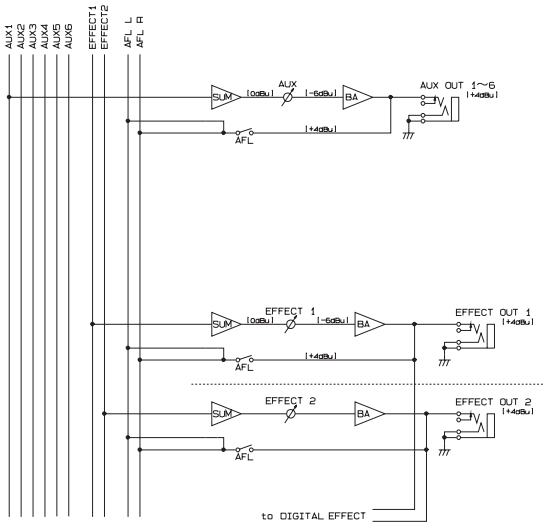 AUX1
AUX2
AUX3
AUX4
AUX5
AUX6
EFFECT1
EFFECT2
AFL L
AFL R
SUM
[0dBu]
AUX
[-6dBu]
BA
AUX OUT 1~6
[+4dBu]
AFL
[+4dBu]
SUM
[0dBu]
EFFECT 1
[-6dBu]
BA
EFFECT OUT 1
[+4dBu]
AFL
[+4dBu]
SUM
EFFECT 2
BA
EFFECT OUT 2
[+4dBu]
AFL
to DIGITAL EFFECT